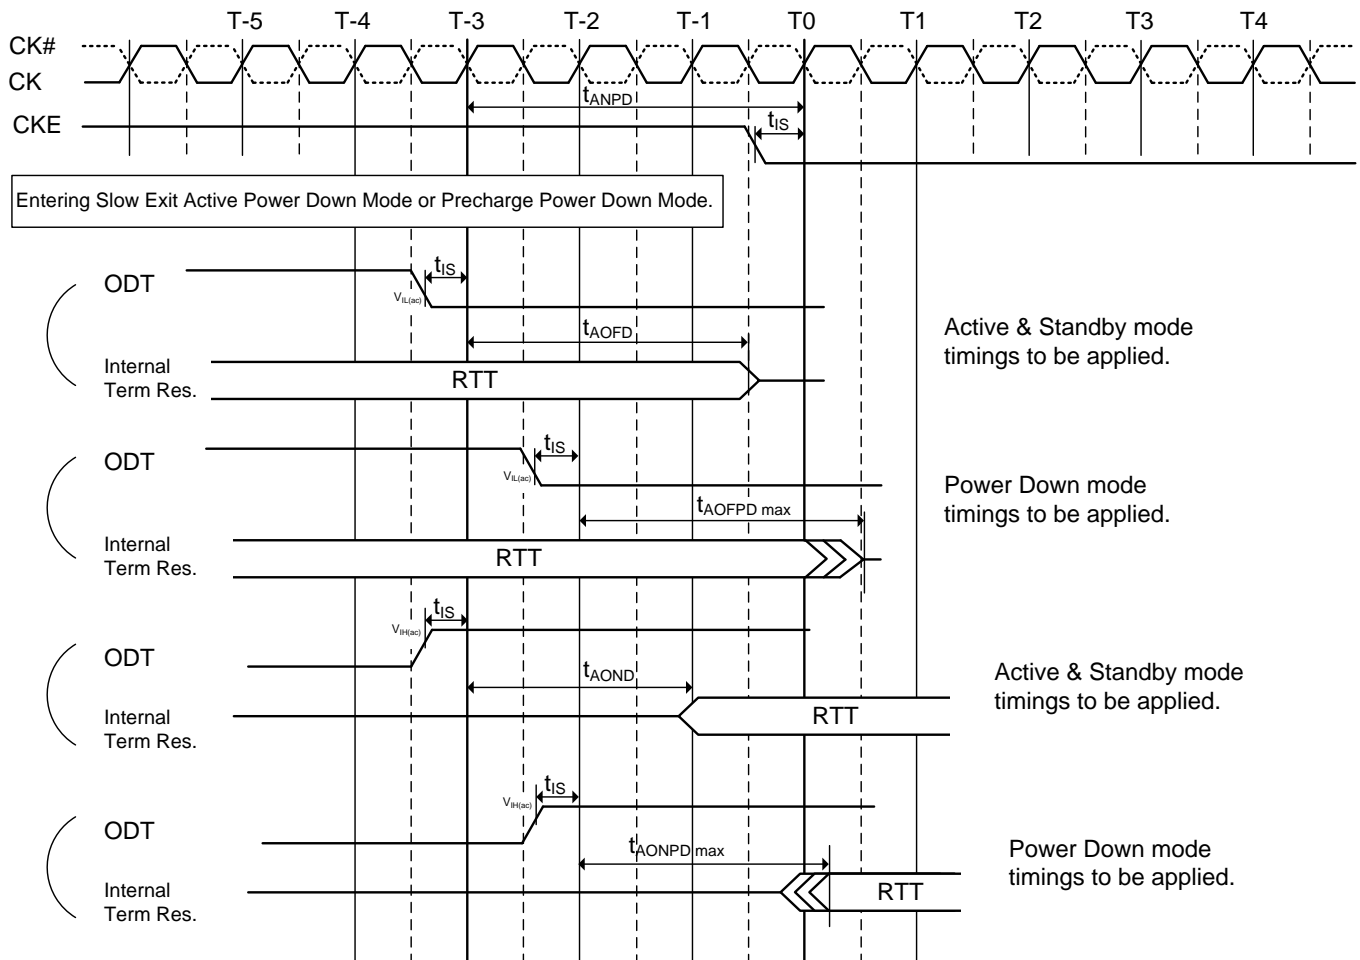 T-5 T-4 T-3 T-2 T-1 T0 T1 T2 T3 T4
CK#
CK
tANPD
CKE
tIS
Entering Slow Exit Active Power Down Mode or Precharge Power Down Mode.
ODT
tIS
VIL(ac)
tAOFD
Internal
Term Res.
RTT
Active & Standby mode
timings to be applied.
ODT
tIS
VIL(ac)
tAOFPD max
Internal
Term Res.
RTT
Power Down mode
timings to be applied.
ODT
tIS
VIH(ac)
tAOND
Internal
Term Res.
RTT
Active & Standby mode
timings to be applied.
ODT
tIS
VIH(ac)
tAONPD max
Internal
Term Res.
RTT
Power Down mode
timings to be applied.